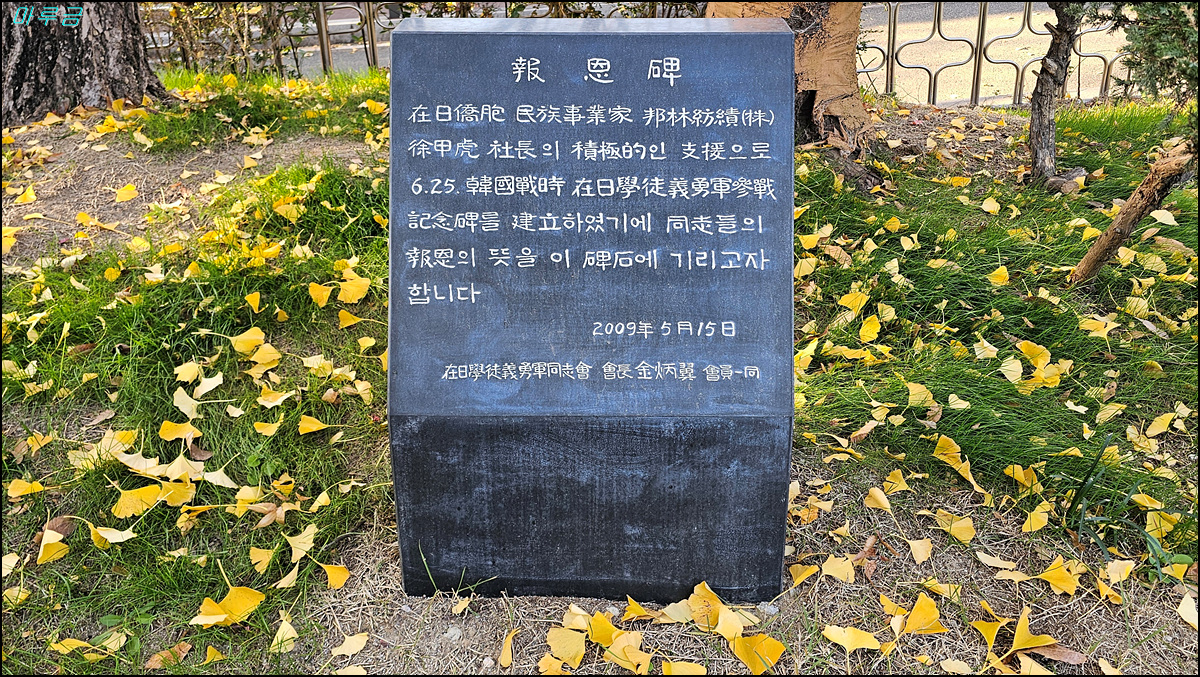 마루금
報恩碑
在日僑胞 民族事業家 邦林紡績(株)
徐甲虎 社長의 積極的인 支援으로
6.25. 韓國戰時 在日學徒義勇軍參戰
記念碑를 建立하였기에 同志들의
報恩의 뜻을 이 碑石에 기리고자
합니다
2009年 5月 15日
在日學徒義勇軍同志會 會長 金炳翼 會員一同